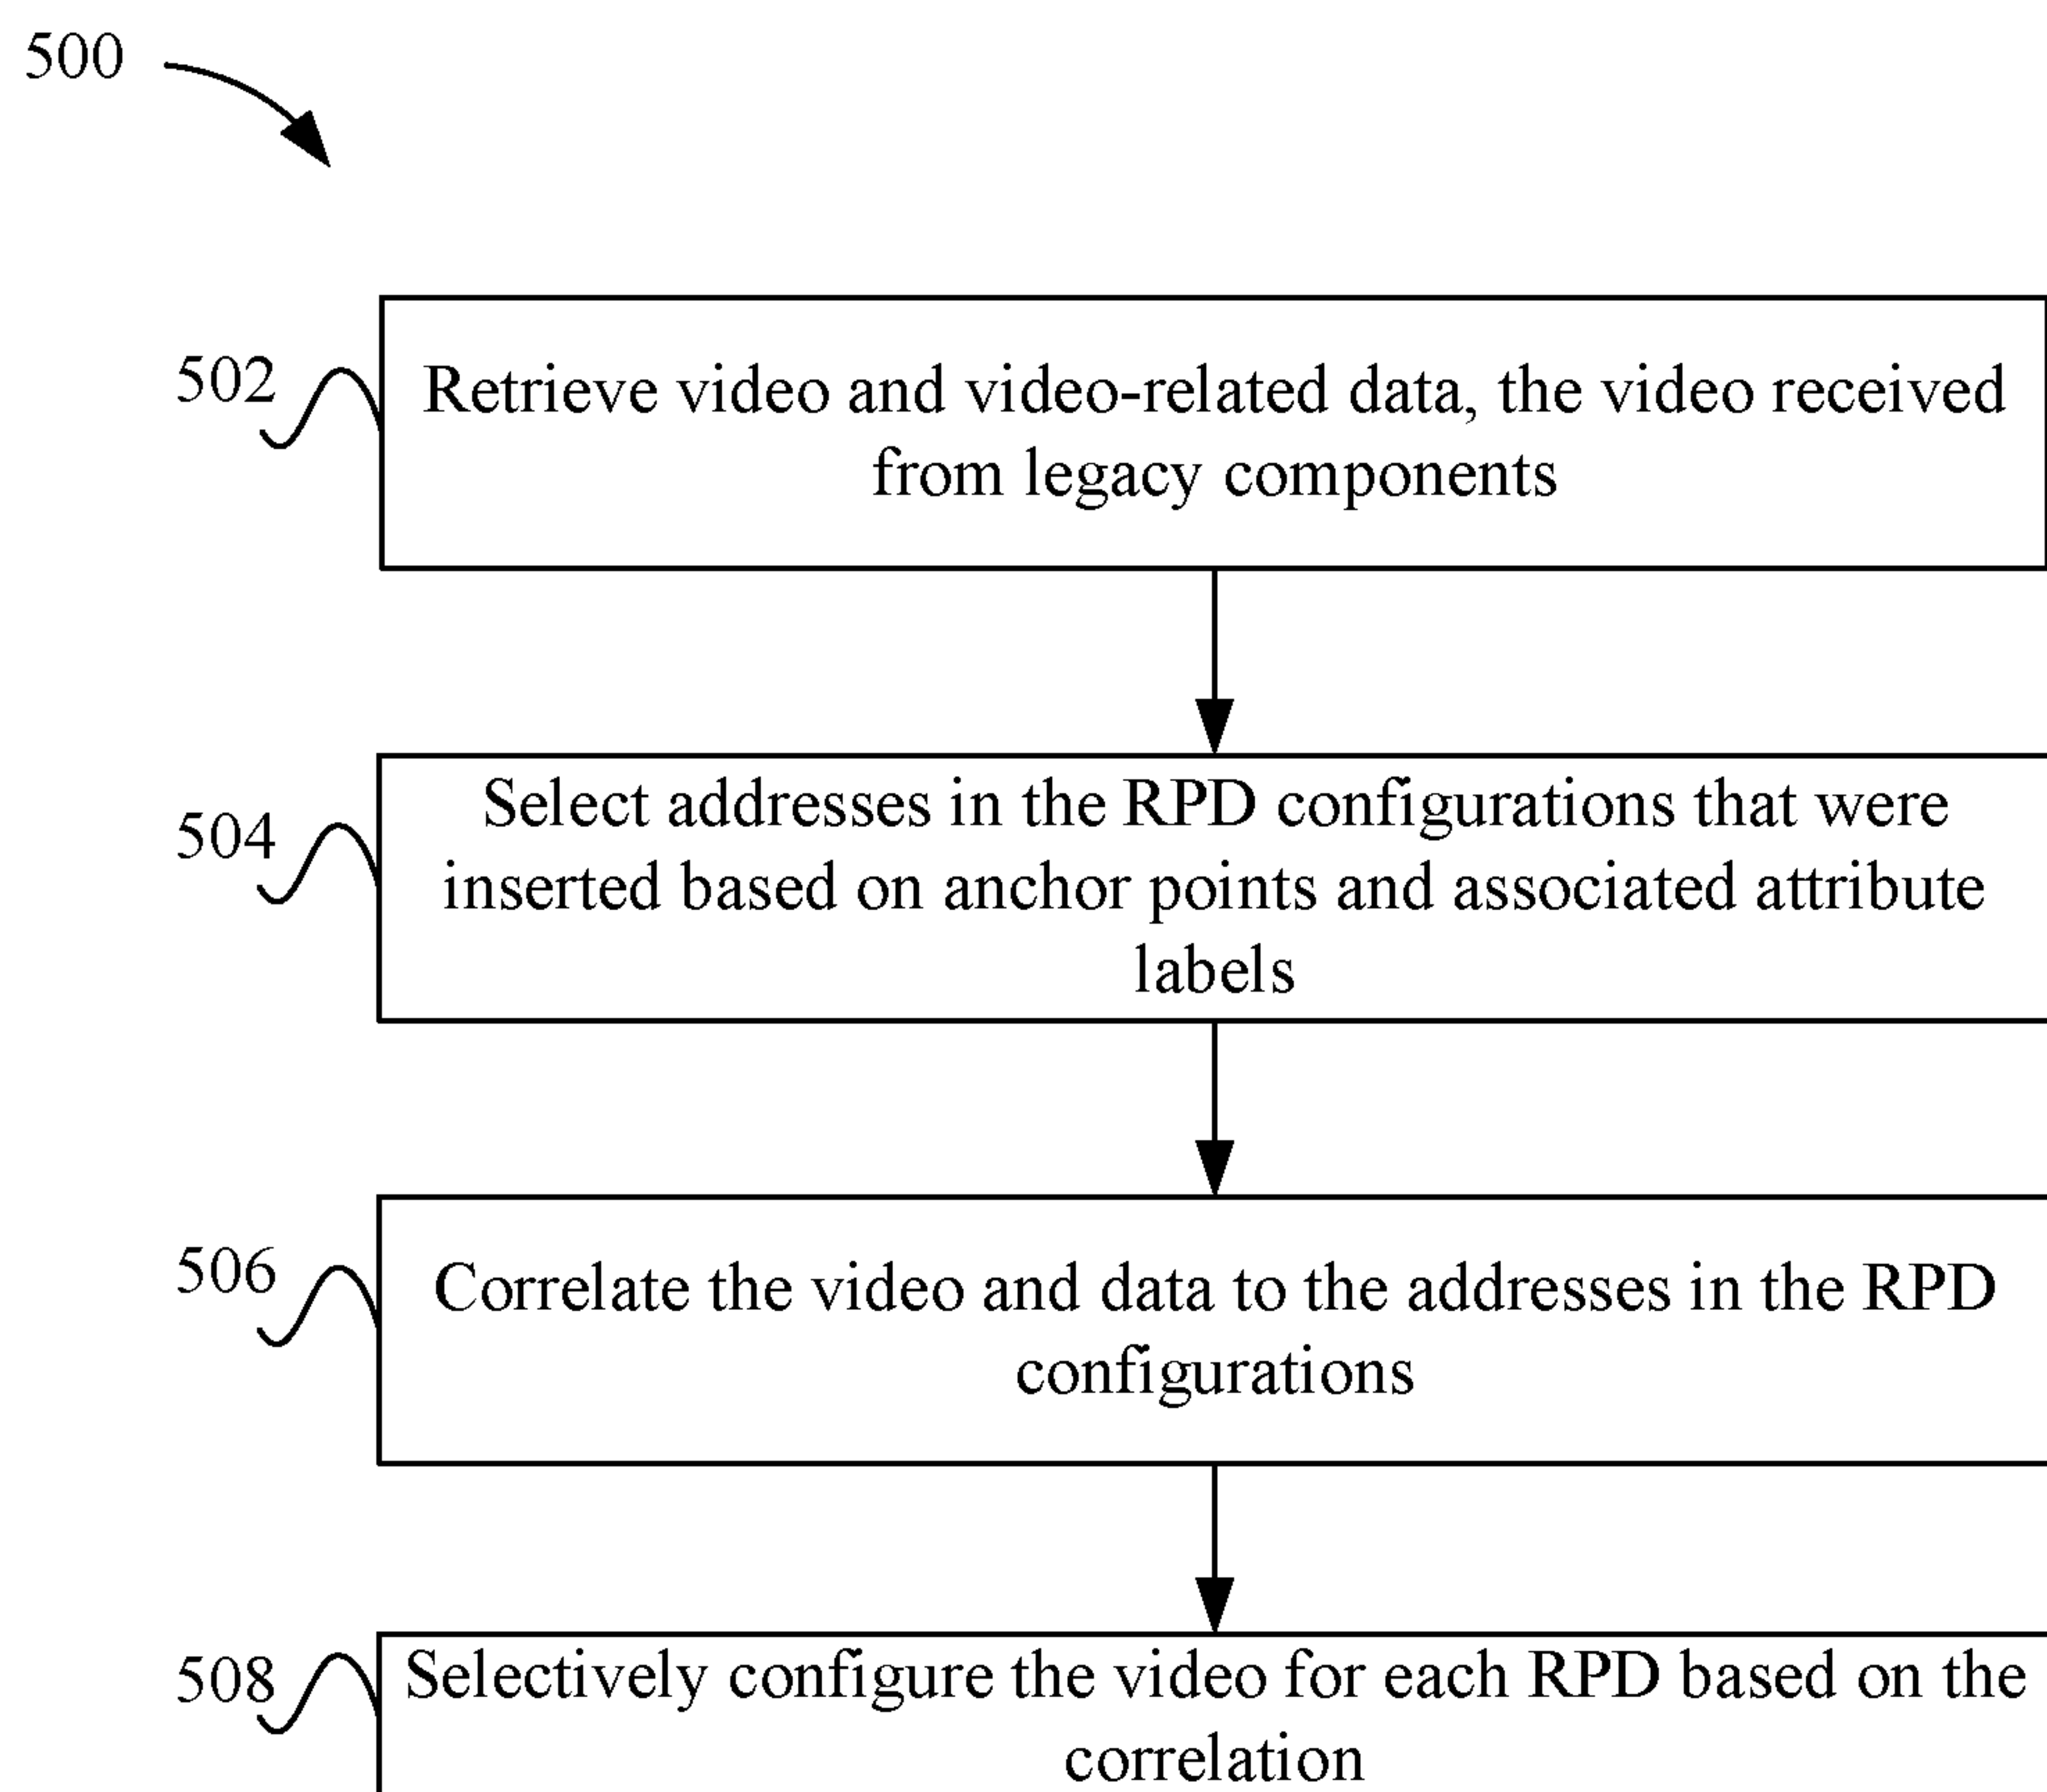 500
502
Retrieve video and video-related data, the video received
from legacy components
504
Select addresses in the RPD configurations that were
inserted based on anchor points and associated attribute
labels
506
Correlate the video and data to the addresses in the RPD
configurations
508
Selectively configure the video for each RPD based on the
correlation